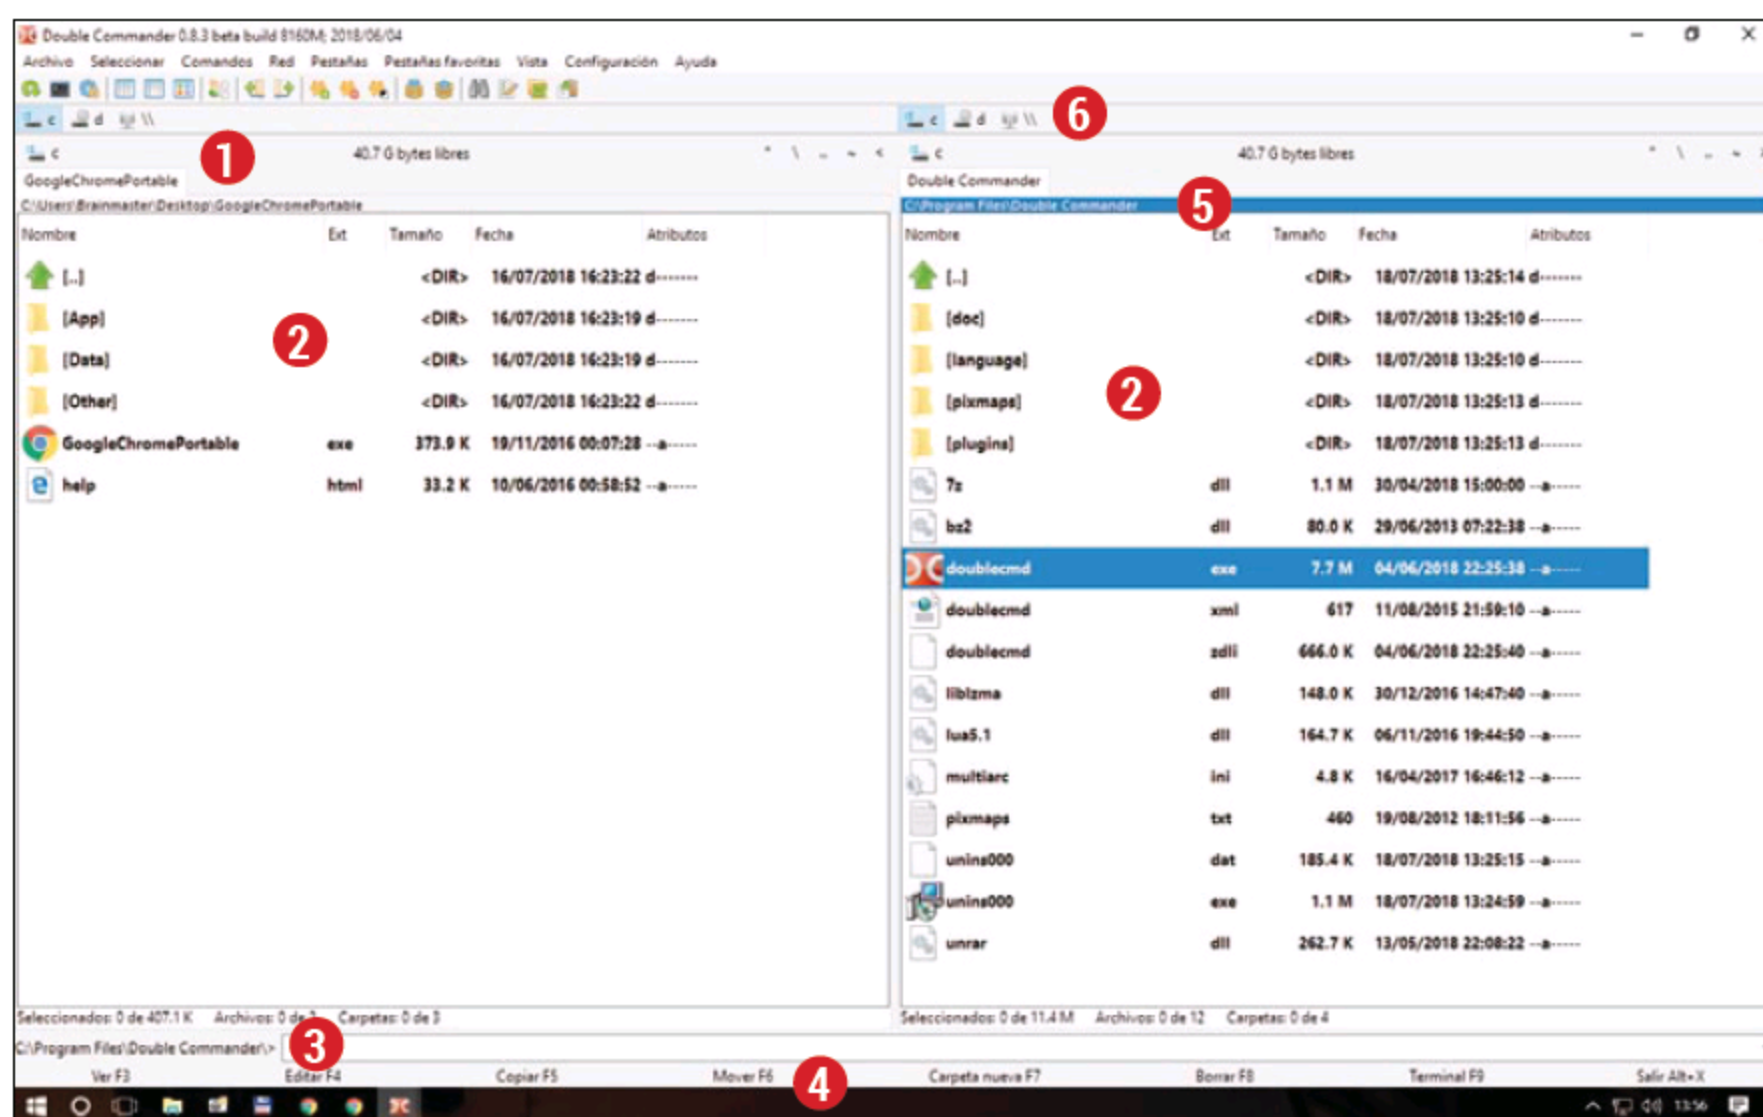 Double Commander 0.8.3 beta build 8160M; 2018/06/04
Archivo Seleccionar Comandos Red Pestañas Pestañas favoritas Vista Configuración Ayuda
c d \\ c d \\ 6
c 1 40.7 G bytes libres * \ .. ~ < c 40.7 G bytes libres * \ .. ~
GoogleChromePortable Double Commander
C:\Users\Brainmaster\Desktop\GoogleChromePortable C:\Program Files\Double Commander 5
Nombre Ext Tamaño Fecha Atributos Nombre Ext Tamaño Fecha Atributos
[..] <DIR> 16/07/2018 16:23:22 d------- [..] <DIR> 18/07/2018 13:25:14 d-------
[App] 2 <DIR> 16/07/2018 16:23:19 d------- [doc] <DIR> 18/07/2018 13:25:10 d-------
[Data] <DIR> 16/07/2018 16:23:19 d------- [language] <DIR> 18/07/2018 13:25:10 d-------
[Other] <DIR> 16/07/2018 16:23:22 d------- [pixmaps] 2 <DIR> 18/07/2018 13:25:13 d-------
GoogleChromePortable exe 373.9 K 19/11/2016 00:07:28 --a----- [plugins] <DIR> 18/07/2018 13:25:13 d-------
help html 33.2 K 10/06/2016 00:58:52 --a----- 7z dll 1.1 M 30/04/2018 15:00:00 --a-----
bz2 dll 80.0 K 29/06/2013 07:22:38 --a-----
doublecmd exe 7.7 M 04/06/2018 22:25:38 --a-----
doublecmd xml 617 11/08/2015 21:59:10 --a-----
doublecmd zdli 666.0 K 04/06/2018 22:25:40 --a-----
liblzma dll 148.0 K 30/12/2016 14:47:40 --a-----
lua5.1 dll 164.7 K 06/11/2016 19:44:50 --a-----
multiarc ini 4.8 K 16/04/2017 16:46:12 --a-----
pixmaps txt 460 19/08/2012 18:11:56 --a-----
unins000 dat 185.4 K 18/07/2018 13:25:15 --a-----
unins000 exe 1.1 M 18/07/2018 13:24:59 --a-----
unrar dll 262.7 K 13/05/2018 22:08:22 --a-----
Seleccionados: 0 de 407.1 K Archivos: 0 de Carpetas: 0 de 3 Seleccionados: 0 de 11.4 M Archivos: 0 de 12 Carpetas: 0 de 4
C:\Program Files\Double Commander\> 3
Ver F3 Editar F4 Copiar F5 Mover F6 4 Carpeta nueva F7 Borrar F8 Terminal F9 Salir Alt+X
13:56